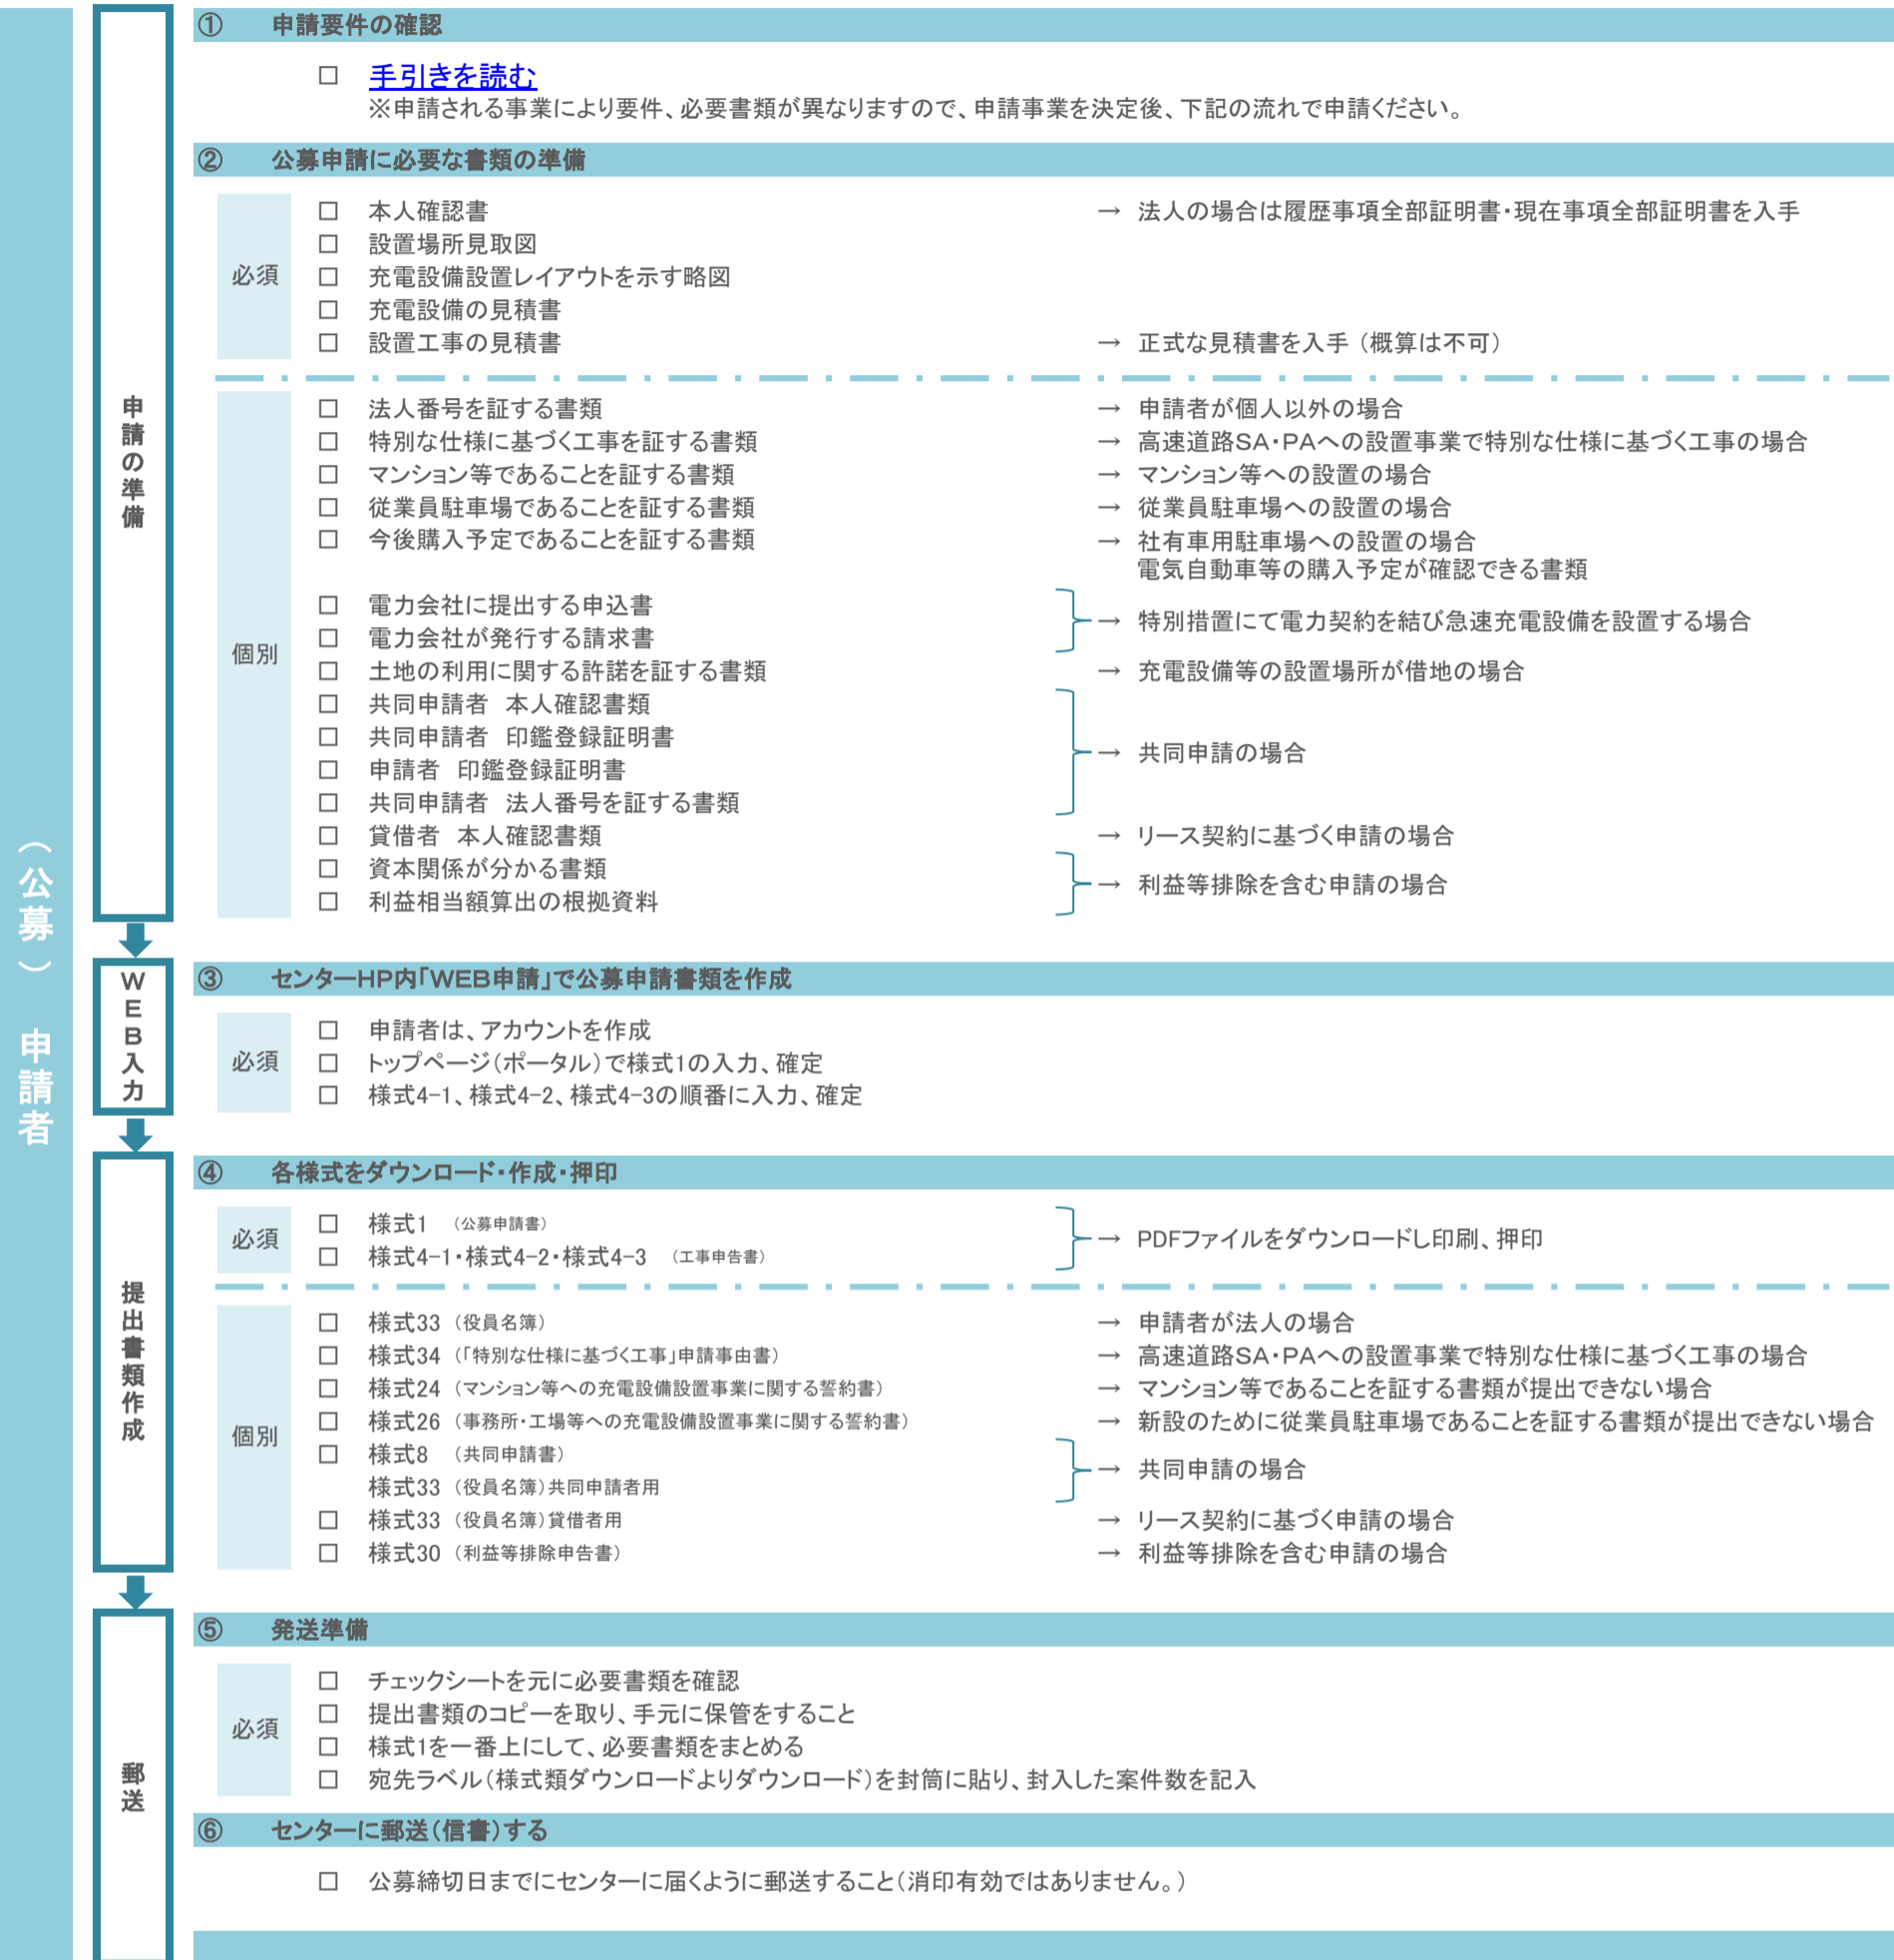 （公募）　申請者
申請の準備
① 申請要件の確認
□ 手引きを読む
※申請される事業により要件、必要書類が異なりますので、申請事業を決定後、下記の流れで申請ください。
② 公募申請に必要な書類の準備
必須
□ 本人確認書 → 法人の場合は履歴事項全部証明書・現在事項全部証明書を入手
□ 設置場所見取図
□ 充電設備設置レイアウトを示す略図
□ 充電設備の見積書
□ 設置工事の見積書 → 正式な見積書を入手（概算は不可）
個別
□ 法人番号を証する書類 → 申請者が個人以外の場合
□ 特別な仕様に基づく工事を証する書類 → 高速道路SA・PAへの設置事業で特別な仕様に基づく工事の場合
□ マンション等であることを証する書類 → マンション等への設置の場合
□ 従業員駐車場であることを証する書類 → 従業員駐車場への設置の場合
□ 今後購入予定であることを証する書類 → 社有車用駐車場への設置の場合
電気自動車等の購入予定が確認できる書類
□ 電力会社に提出する申込書
□ 電力会社が発行する請求書
→ 特別措置にて電力契約を結び急速充電設備を設置する場合
□ 土地の利用に関する許諾を証する書類 → 充電設備等の設置場所が借地の場合
□ 共同申請者　本人確認書類
□ 共同申請者　印鑑登録証明書
□ 申請者　印鑑登録証明書
□ 共同申請者　法人番号を証する書類
→ 共同申請の場合
□ 貸借者　本人確認書類 → リース契約に基づく申請の場合
□ 資本関係が分かる書類
□ 利益相当額算出の根拠資料
→ 利益等排除を含む申請の場合
WEB入力
③ センターHP内「WEB申請」で公募申請書類を作成
必須
□ 申請者は、アカウントを作成
□ トップページ（ポータル）で様式1の入力、確定
□ 様式4-1、様式4-2、様式4-3の順番に入力、確定
提出書類作成
④ 各様式をダウンロード・作成・押印
必須
□ 様式1　（公募申請書）
□ 様式4-1・様式4-2・様式4-3　（工事申告書）
→ PDFファイルをダウンロードし印刷、押印
個別
□ 様式33（役員名簿） → 申請者が法人の場合
□ 様式34（「特別な仕様に基づく工事」申請事由書） → 高速道路SA・PAへの設置事業で特別な仕様に基づく工事の場合
□ 様式24（マンション等への充電設備設置事業に関する誓約書） → マンション等であることを証する書類が提出できない場合
□ 様式26（事務所・工場等への充電設備設置事業に関する誓約書） → 新設のために従業員駐車場であることを証する書類が提出できない場合
□ 様式8　（共同申請書）
様式33（役員名簿）共同申請者用
→ 共同申請の場合
□ 様式33（役員名簿）貸借者用 → リース契約に基づく申請の場合
□ 様式30（利益等排除申告書） → 利益等排除を含む申請の場合
郵送
⑤ 発送準備
必須
□ チェックシートを元に必要書類を確認
□ 提出書類のコピーを取り、手元に保管をすること
□ 様式1を一番上にして、必要書類をまとめる
□ 宛先ラベル（様式類ダウンロードよりダウンロード）を封筒に貼り、封入した案件数を記入
⑥ センターに郵送（信書）する
□ 公募締切日までにセンターに届くように郵送すること（消印有効ではありません。）